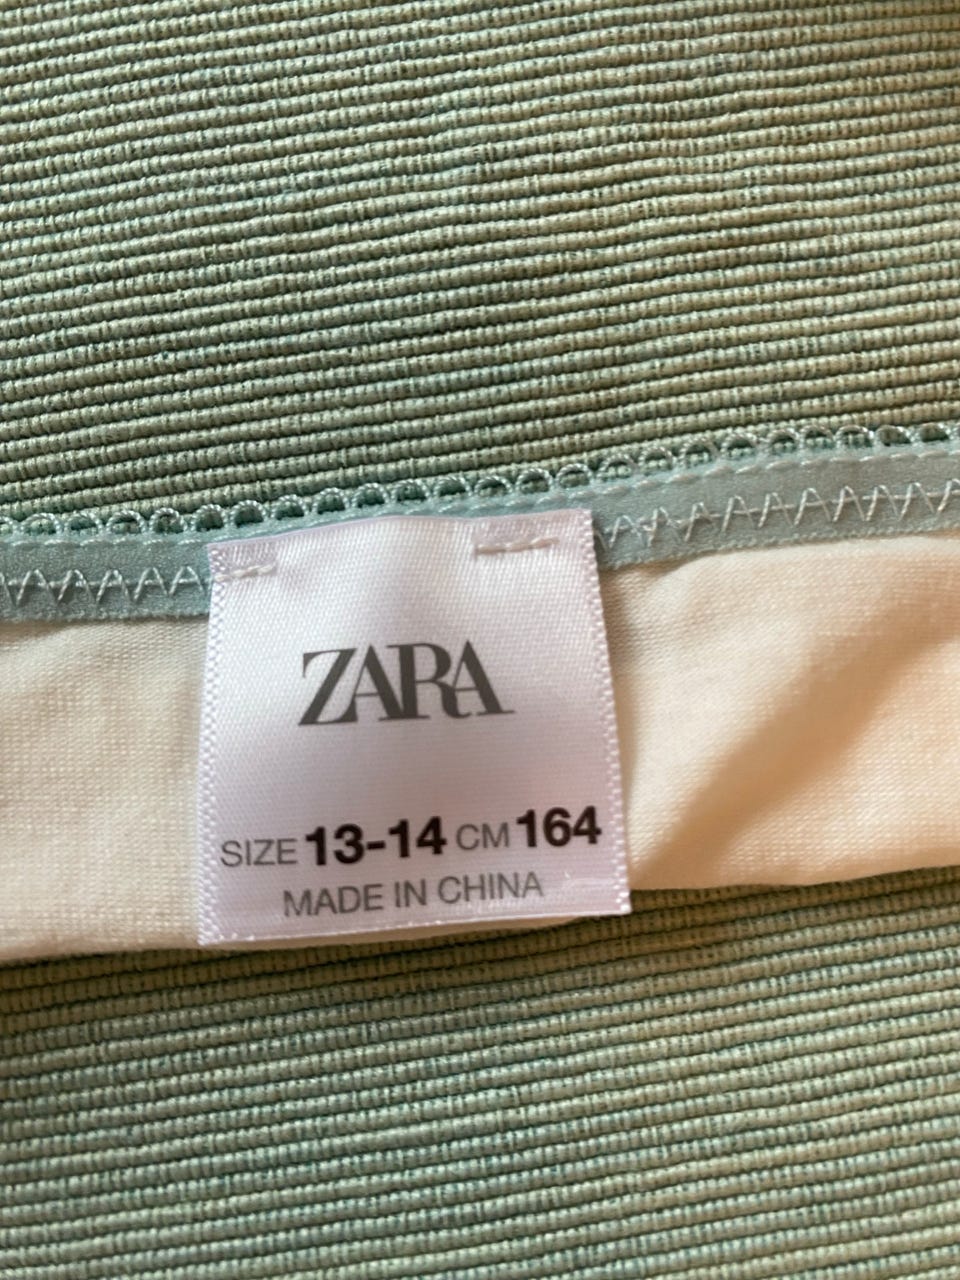 ZARA
SIZE 13-14 CM 164
MADE IN CHINA